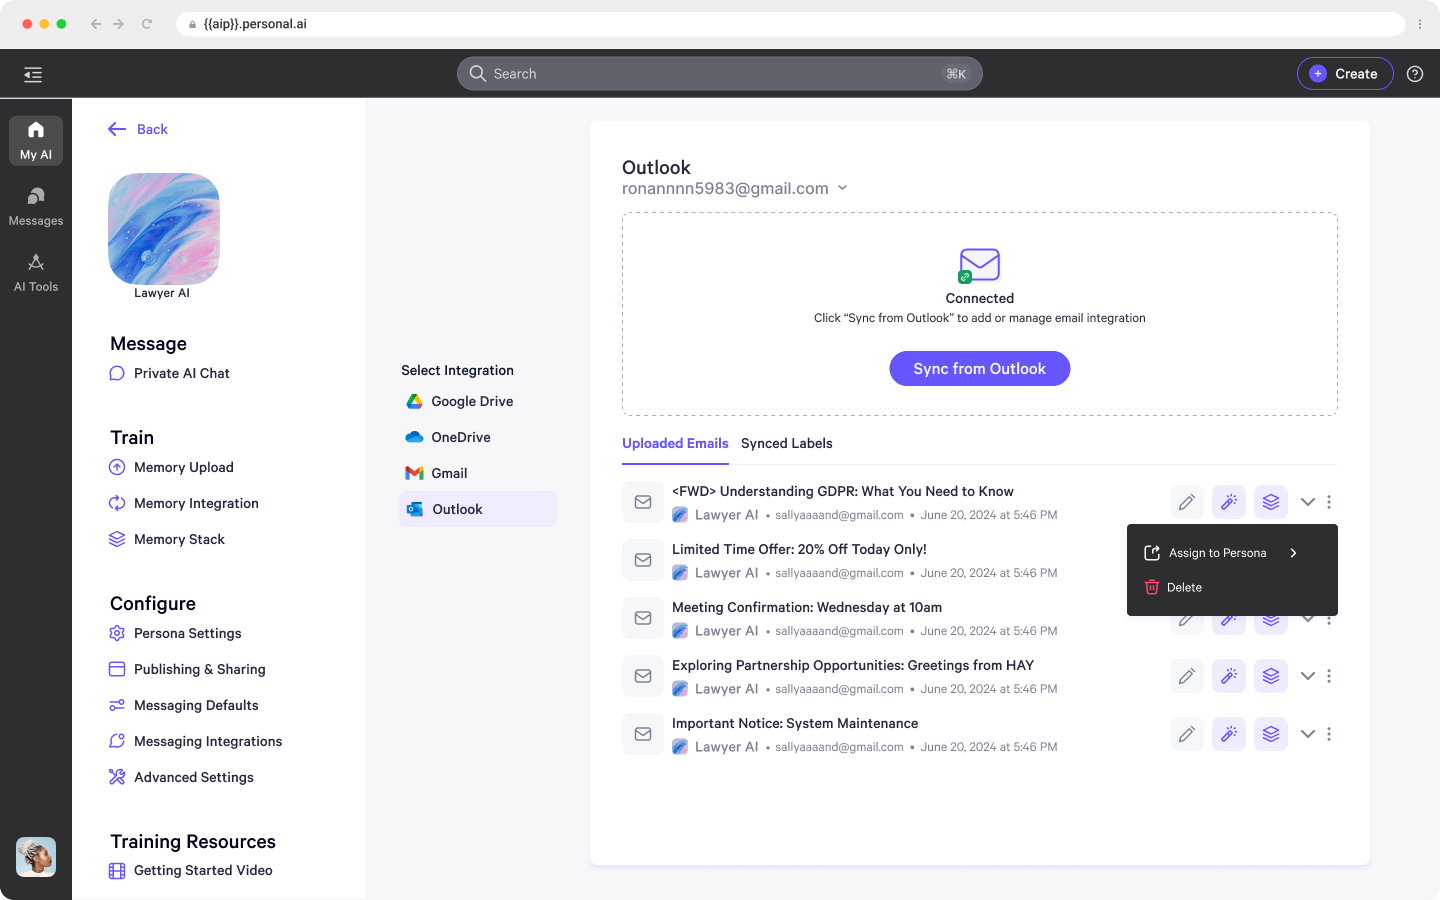 {{aip}}.personal.ai
Search
⌘K
+ Create
My AI
Messages
AI Tools
Back
Lawyer AI
Message
Private AI Chat
Train
Memory Upload
Memory Integration
Memory Stack
Configure
Persona Settings
Publishing & Sharing
Messaging Defaults
Messaging Integrations
Advanced Settings
Training Resources
Getting Started Video
Select Integration
Google Drive
OneDrive
Gmail
Outlook
Outlook
ronannnn5983@gmail.com
Connected
Click “Sync from Outlook” to add or manage email integration
Sync from Outlook
Uploaded Emails Synced Labels
<FWD> Understanding GDPR: What You Need to Know
Lawyer AI • sallyaaaand@gmail.com • June 20, 2024 at 5:46 PM
Limited Time Offer: 20% Off Today Only!
Lawyer AI • sallyaaaand@gmail.com • June 20, 2024 at 5:46 PM
Meeting Confirmation: Wednesday at 10am
Lawyer AI • sallyaaaand@gmail.com • June 20, 2024 at 5:46 PM
Exploring Partnership Opportunities: Greetings from HAY
Lawyer AI • sallyaaaand@gmail.com • June 20, 2024 at 5:46 PM
Important Notice: System Maintenance
Lawyer AI • sallyaaaand@gmail.com • June 20, 2024 at 5:46 PM
Assign to Persona
Delete